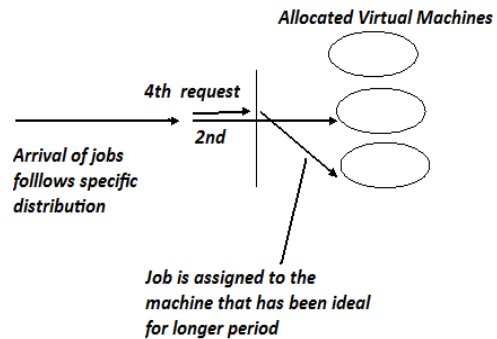 Allocated Virtual Machines
4th request
2nd
Arrival of jobs
folllows specific
distribution
Job is assigned to the
machine that has been ideal
for longer period